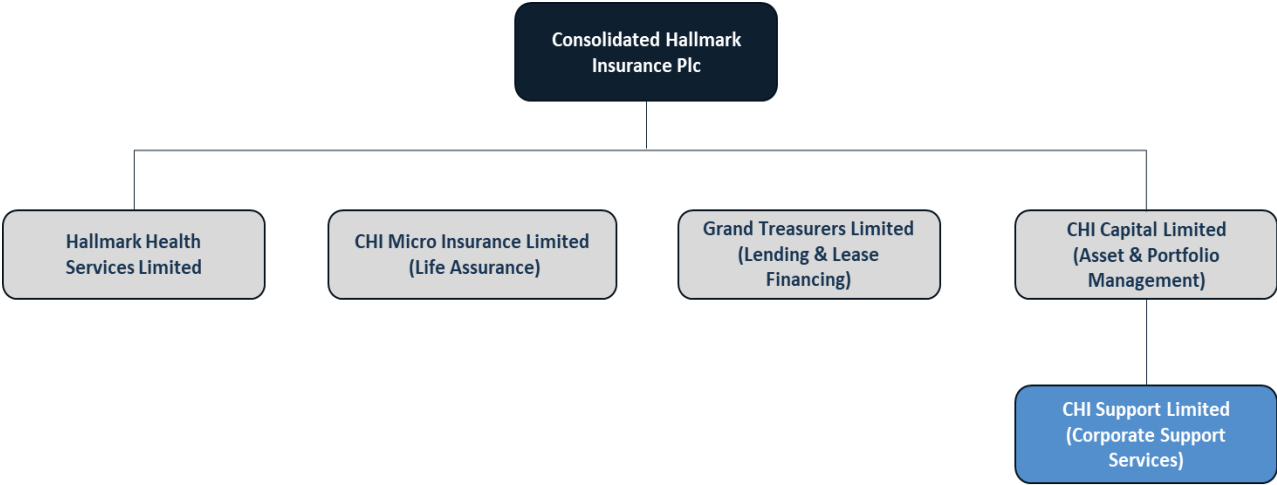 Consolidated Hallmark
Insurance Plc
Hallmark Health
Services Limited
CHI Micro Insurance Limited
(Life Assurance)
Grand Treasurers Limited
(Lending & Lease
Financing)
CHI Capital Limited
(Asset & Portfolio
Management)
CHI Support Limited
(Corporate Support
Services)